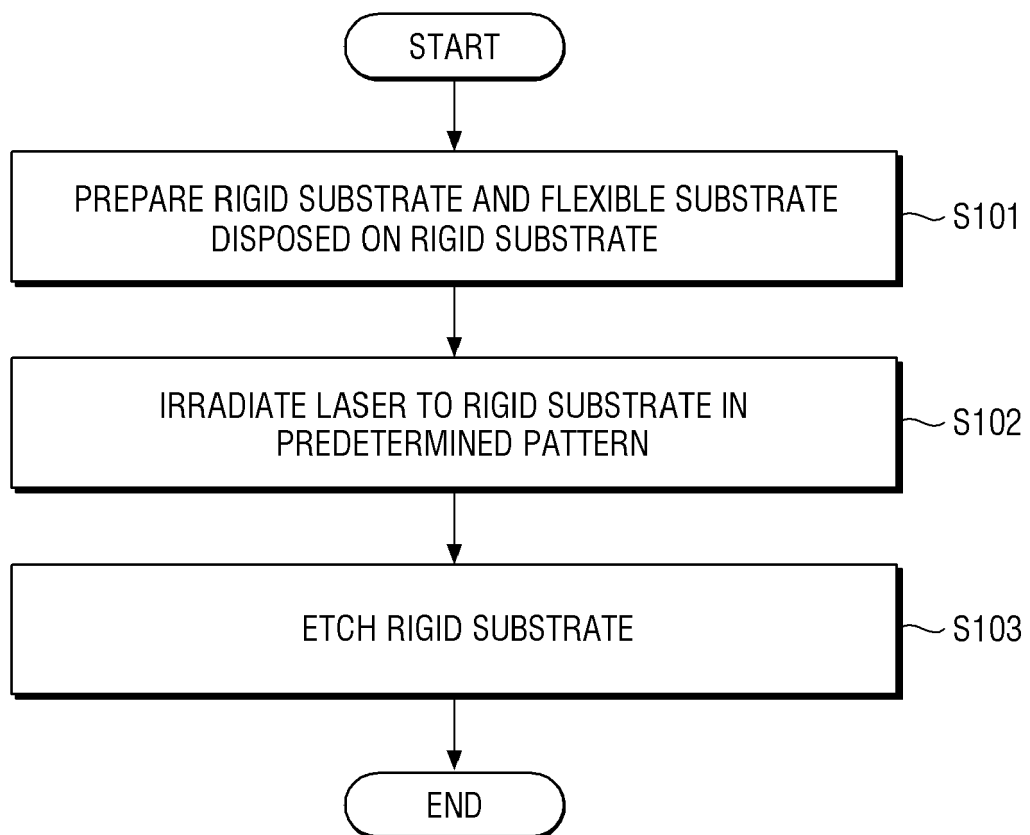 START
PREPARE RIGID SUBSTRATE AND FLEXIBLE SUBSTRATE
DISPOSED ON RIGID SUBSTRATE
S101
IRRADIATE LASER TO RIGID SUBSTRATE IN
PREDETERMINED PATTERN
S102
ETCH RIGID SUBSTRATE
S103
END